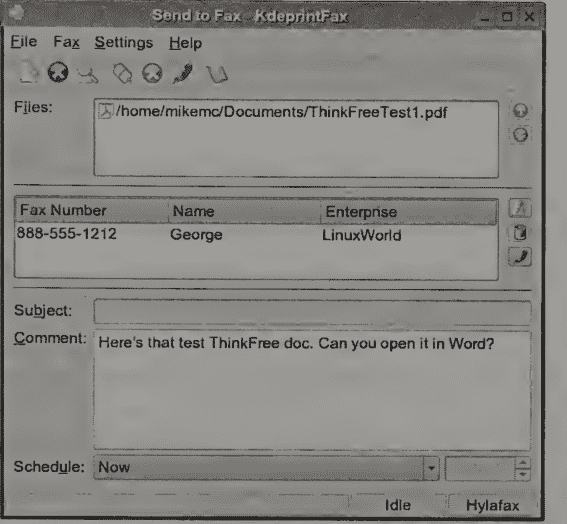 Send to Fax KdeprintFax
File Fax Settings Help
Files:
/home/mikemc/Documents/ThinkFreeTest1.pdf
Fax Number Name Enterprise
888-555-1212 George LinuxWorld
Subject:
Comment: Here's that test ThinkFree doc. Can you open it in Word?
Schedule: Now
Idle Hylafax